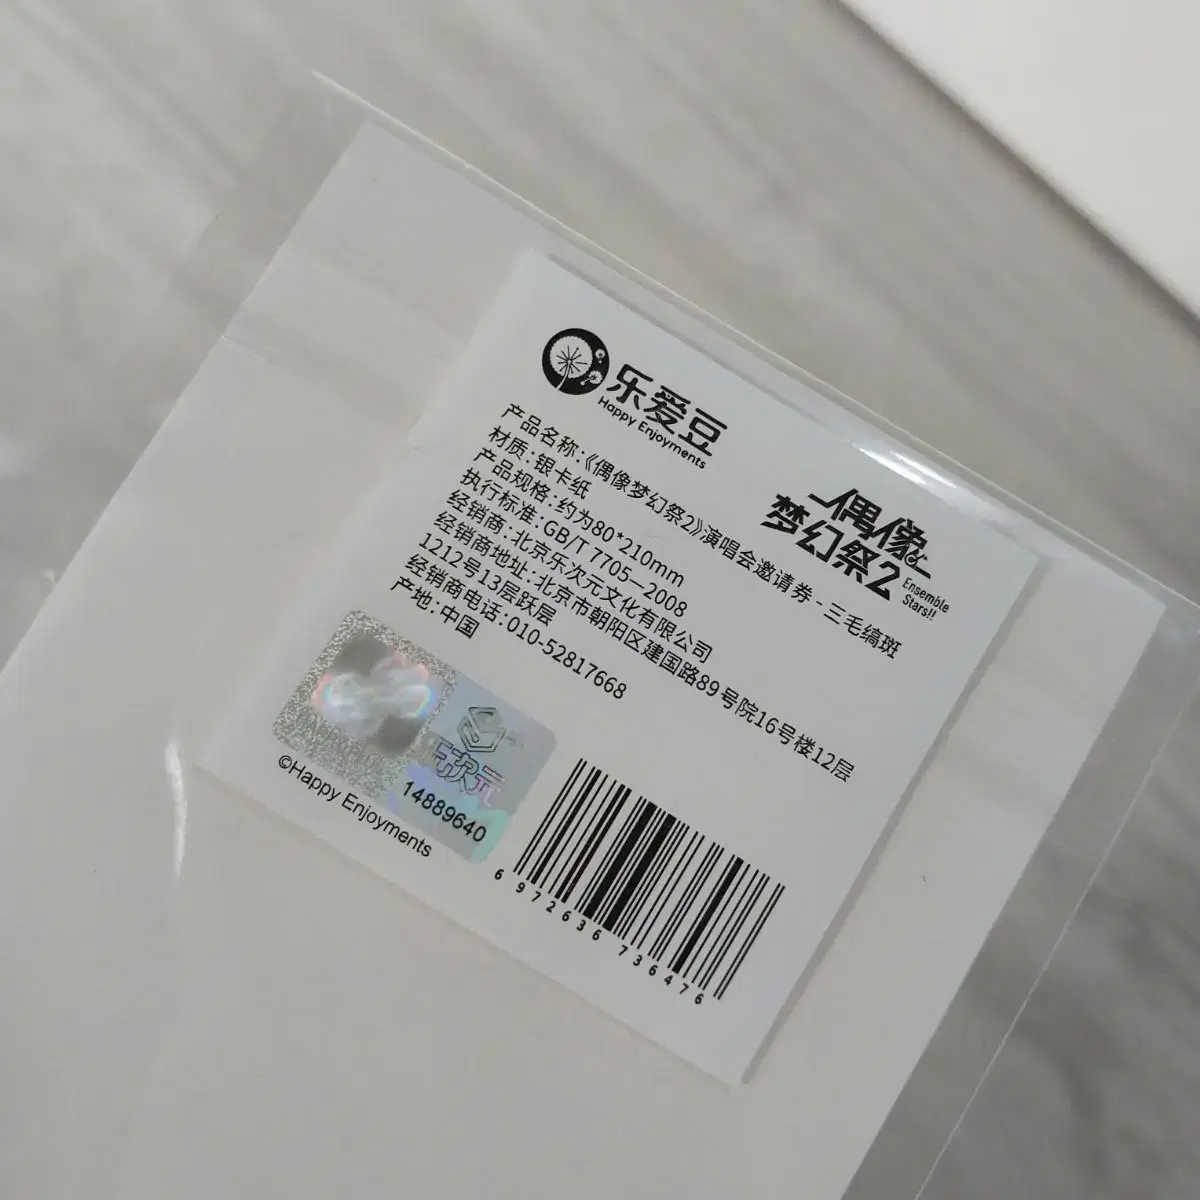 乐爱豆
Happy Enjoyments
偶像
梦幻祭2
Ensemble
Stars!!
产品名称:《偶像梦幻祭2》演唱会邀请券-三毛缟斑
材质:银卡纸
产品规格:约为80*210mm
执行标准:GB/T 7705—2008
经销商:北京乐次元文化有限公司
经销商地址:北京市朝阳区建国路89号院16号楼12层
1212号13层跃层
经销商电话:010-52817668
产地:中国
乐次元
14889640
©Happy Enjoyments
6 972636 736476